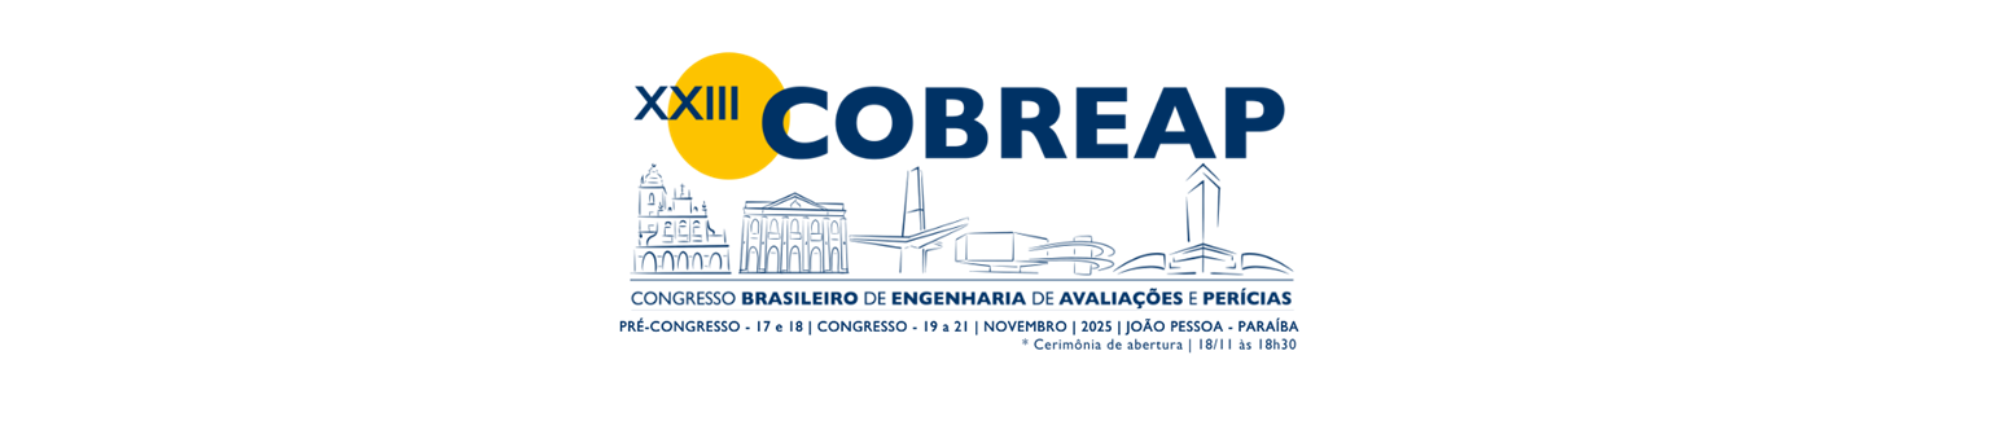 XXIII COBREAP
CONGRESSO BRASILEIRO DE ENGENHARIA DE AVALIAÇÕES E PERÍCIAS
PRÉ-CONGRESSO - 17 e 18 | CONGRESSO - 19 a 21 | NOVEMBRO | 2025 | JOÃO PESSOA - PARAÍBA
* Cerimônia de abertura | 18/11 às 18h30